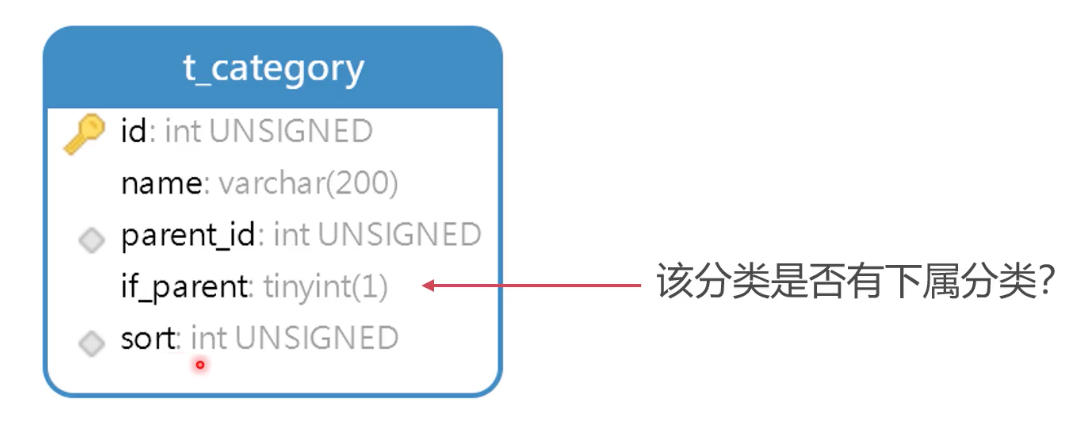 t_category
id: int UNSIGNED
name: varchar(200)
parent_id: int UNSIGNED
if_parent: tinyint(1)
该分类是否有下属分类?
sort: int UNSIGNED